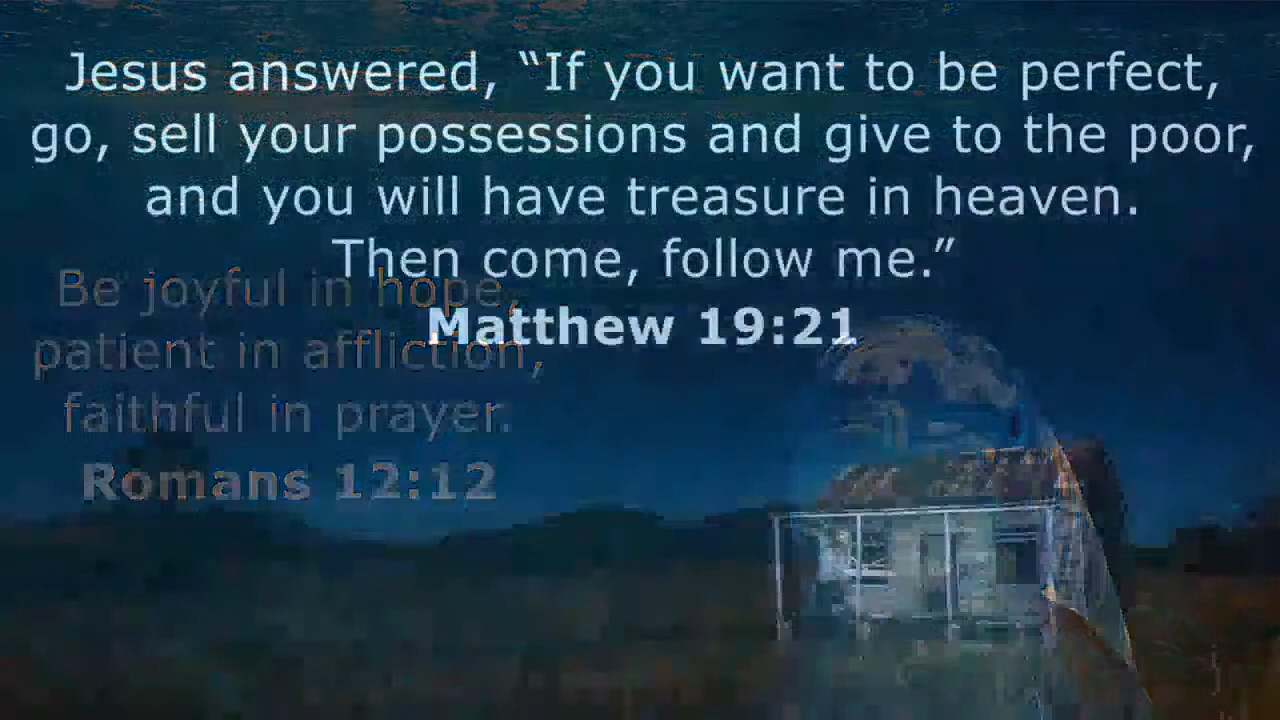 Jesus answered, “If you want to be perfect,
go, sell your possessions and give to the poor,
and you will have treasure in heaven.
Then come, follow me.”
Matthew 19:21
Be joyful in hope,
patient in affliction,
faithful in prayer.
Romans 12:12